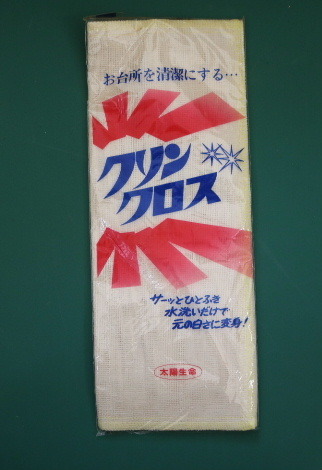 お台所を清潔にする…
クリン
クロス
サーッとひとふき
水洗いだけで
元の白さに変身!
太陽生命